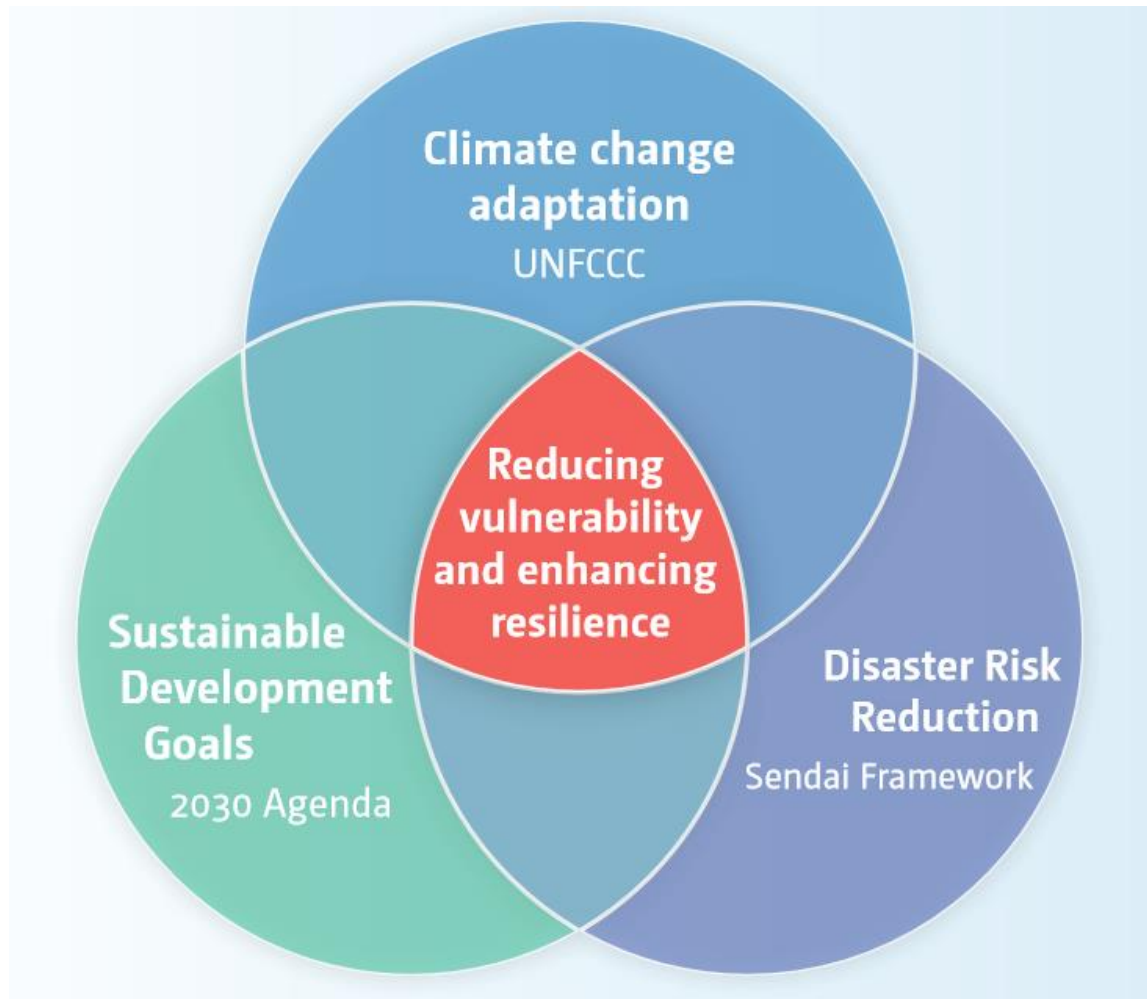 Climate change
adaptation
UNFCCC
Reducing
vulnerability
and enhancing
resilience
Sustainable
Development
Goals
2030 Agenda
Disaster Risk
Reduction
Sendai Framework